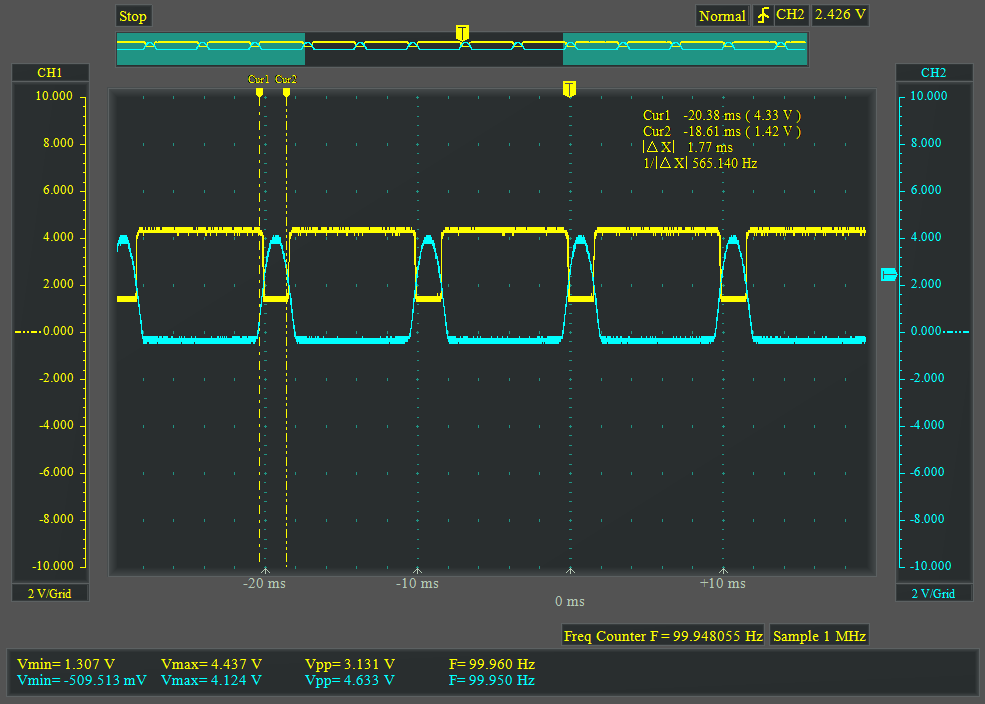 Stop
Normal CH2 2.426 V
T
CH1
CH2
Cur1 Cur2
T
10.000
8.000
6.000
4.000
2.000
0.000
-2.000
-4.000
-6.000
-8.000
-10.000
2 V/Grid
Cur1 -20.38 ms ( 4.33 V )
Cur2 -18.61 ms ( 1.42 V )
|△ X| 1.77 ms
1/|△ X| 565.140 Hz
10.000
8.000
6.000
4.000
2.000
0.000
-2.000
-4.000
-6.000
-8.000
-10.000
2 V/Grid
-20 ms -10 ms +10 ms
0 ms
Freq Counter F = 99.948055 Hz Sample 1 MHz
Vmin= 1.307 V Vmax= 4.437 V Vpp= 3.131 V F= 99.960 Hz
Vmin= -509.513 mV Vmax= 4.124 V Vpp= 4.633 V F= 99.950 Hz